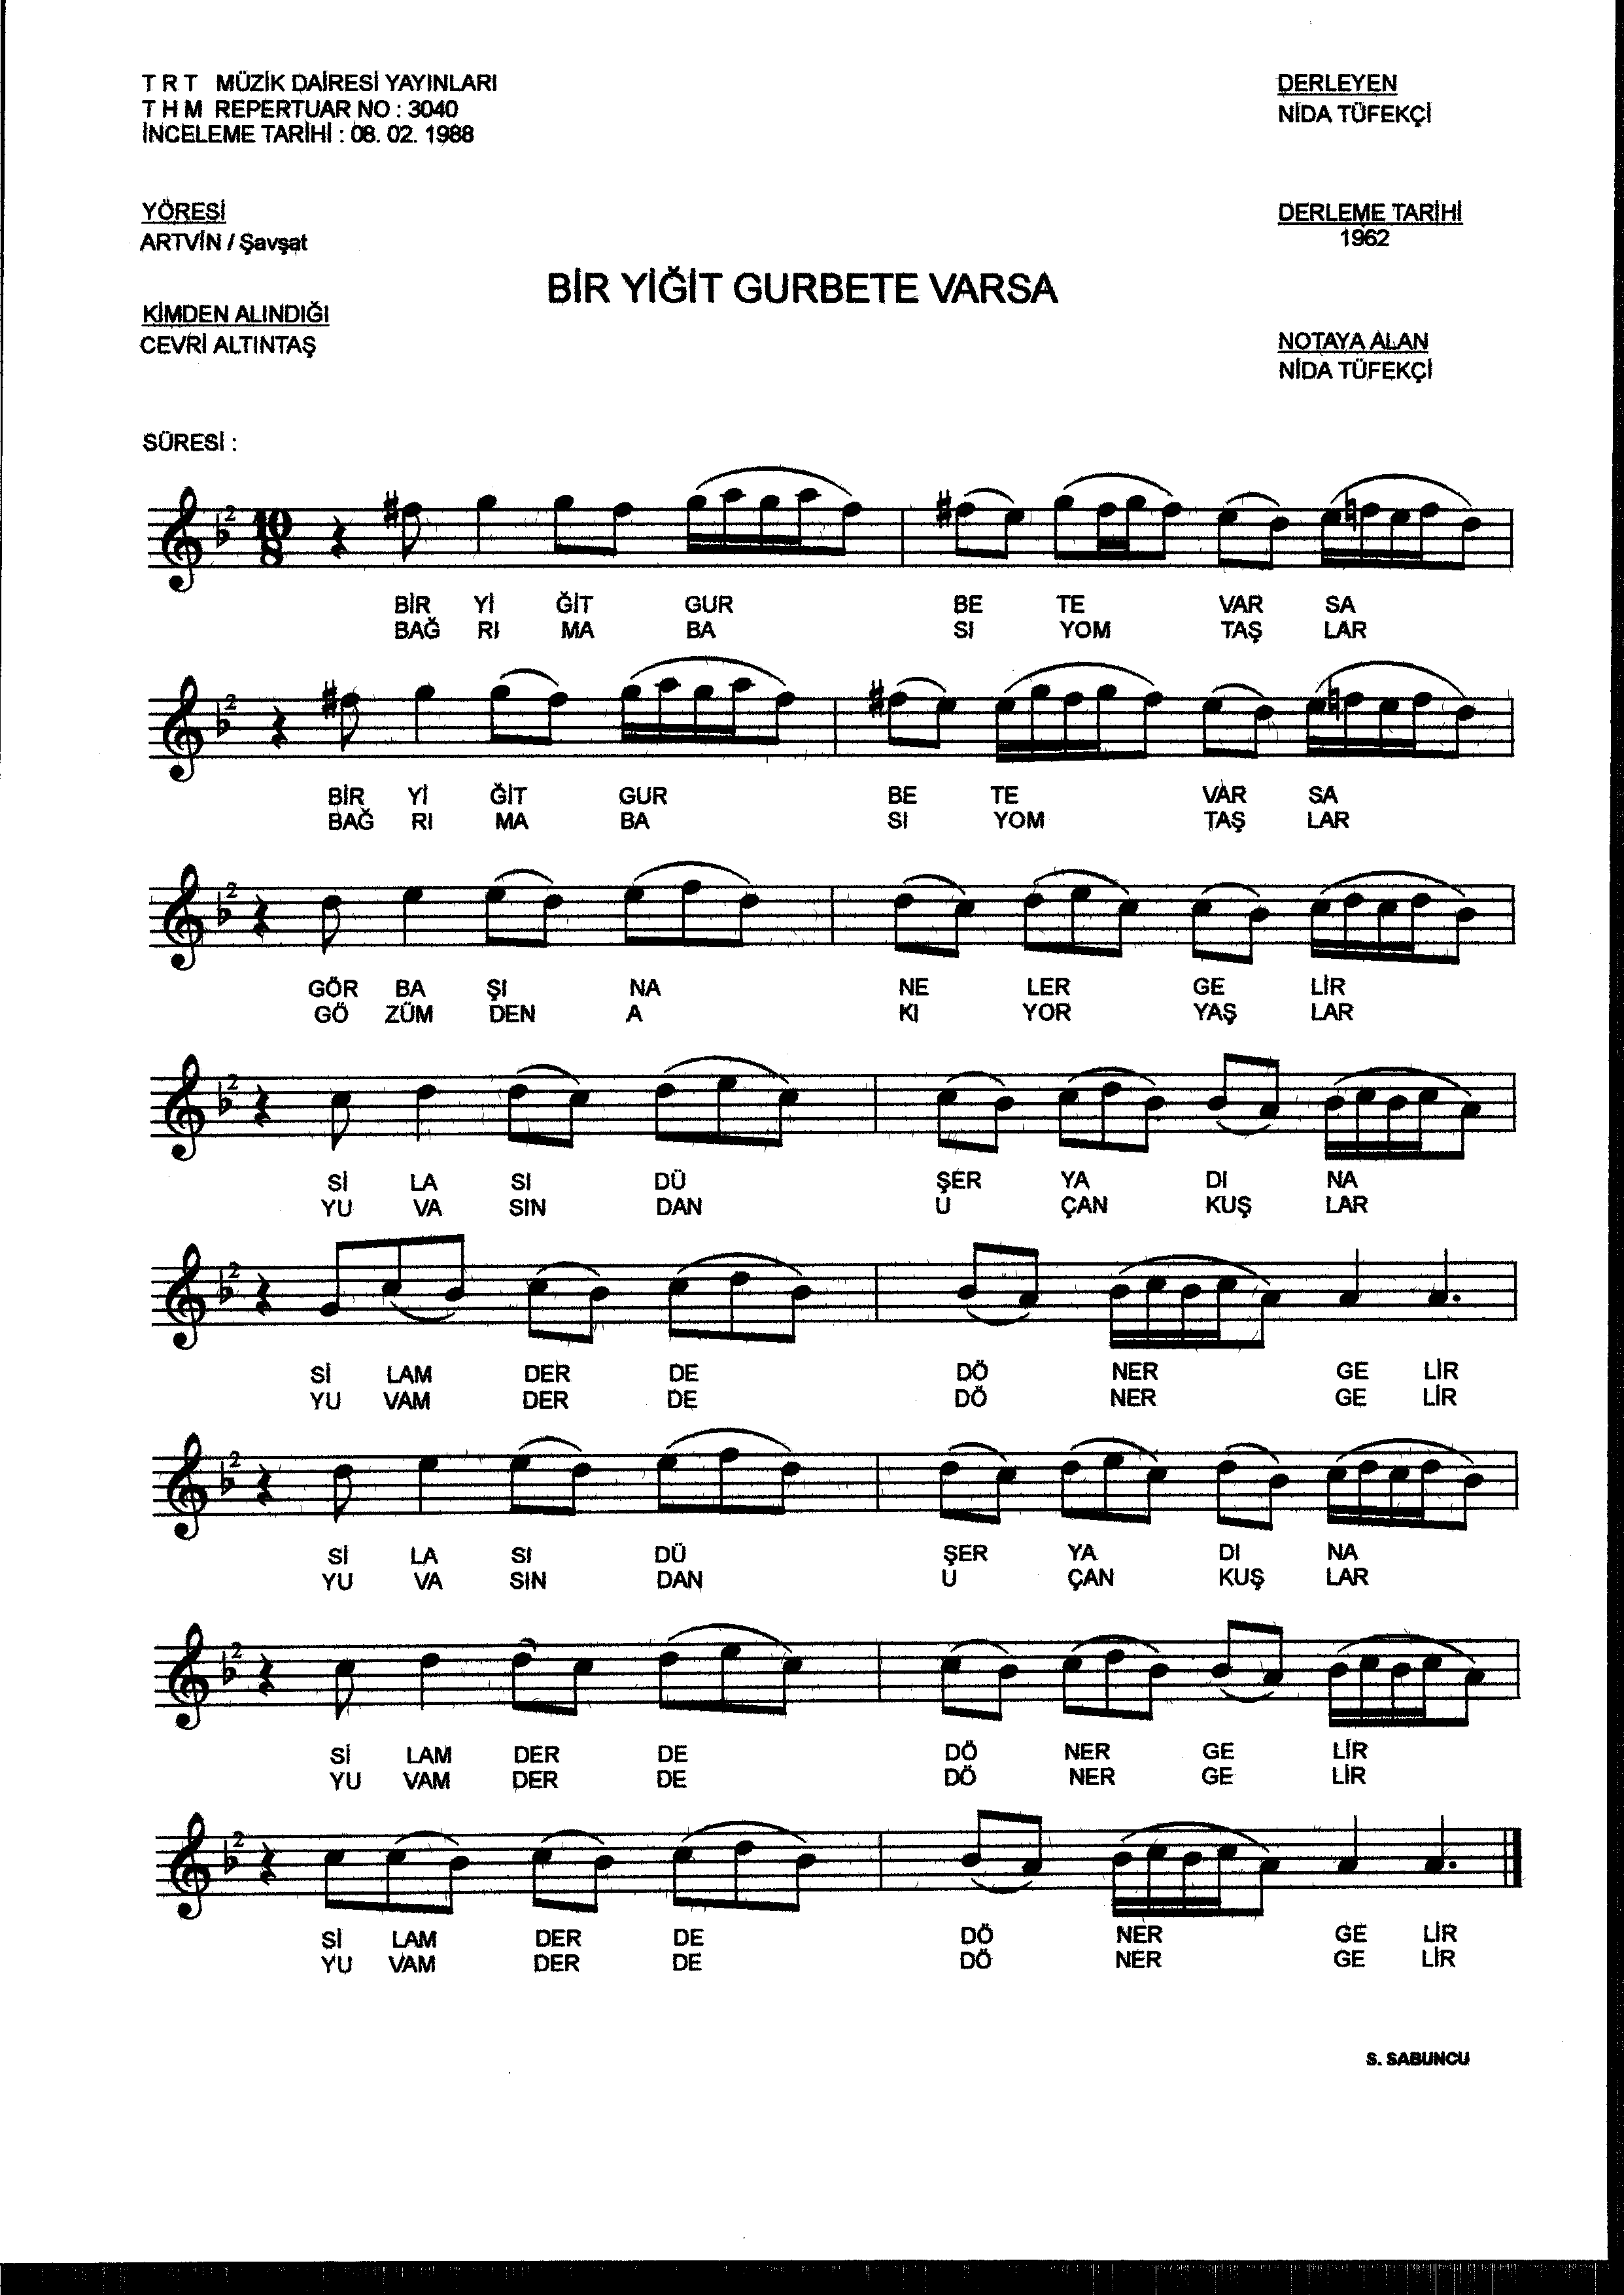 T R T MÜZİK DAİRESİ YAYINLARI
T H M REPERTUAR NO : 3040
İNCELEME TARİHİ : 08. 02. 1988
DERLEYEN
NİDA TÜFEKÇİ
YÖRESİ
ARTVİN / Şavşat
DERLEME TARİHİ
1962
BİR YİĞİT GURBETE VARSA
KİMDEN ALINDIĞI
CEVRİ ALTINTAŞ
NOTAYA ALAN
NİDA TÜFEKÇİ
SÜRESİ :
2 10 8
BİR Yİ ĞİT GUR BE TE VAR SA
BAĞ RI MA BA SI YOM TAŞ LAR
2
BİR Yİ ĞİT GUR BE TE VAR SA
BAĞ RI MA BA SI YOM TAŞ LAR
2
GÖR BA ŞI NA NE LER GE LİR
GÖ ZÜM DEN A KI YOR YAŞ LAR
2
Sİ LA SI DÜ ŞER YA DI NA
YU VA SIN DAN U ÇAN KUŞ LAR
2
Sİ LAM DER DE DÖ NER GE LİR
YU VAM DER DE DÖ NER GE LİR
2
Sİ LA SI DÜ ŞER YA DI NA
YU VA SIN DAN U ÇAN KUŞ LAR
2
Sİ LAM DER DE DÖ NER GE LİR
YU VAM DER DE DÖ NER GE LİR
2
Sİ LAM DER DE DÖ NER GE LİR
YU VAM DER DE DÖ NER GE LİR
S. SABUNCU